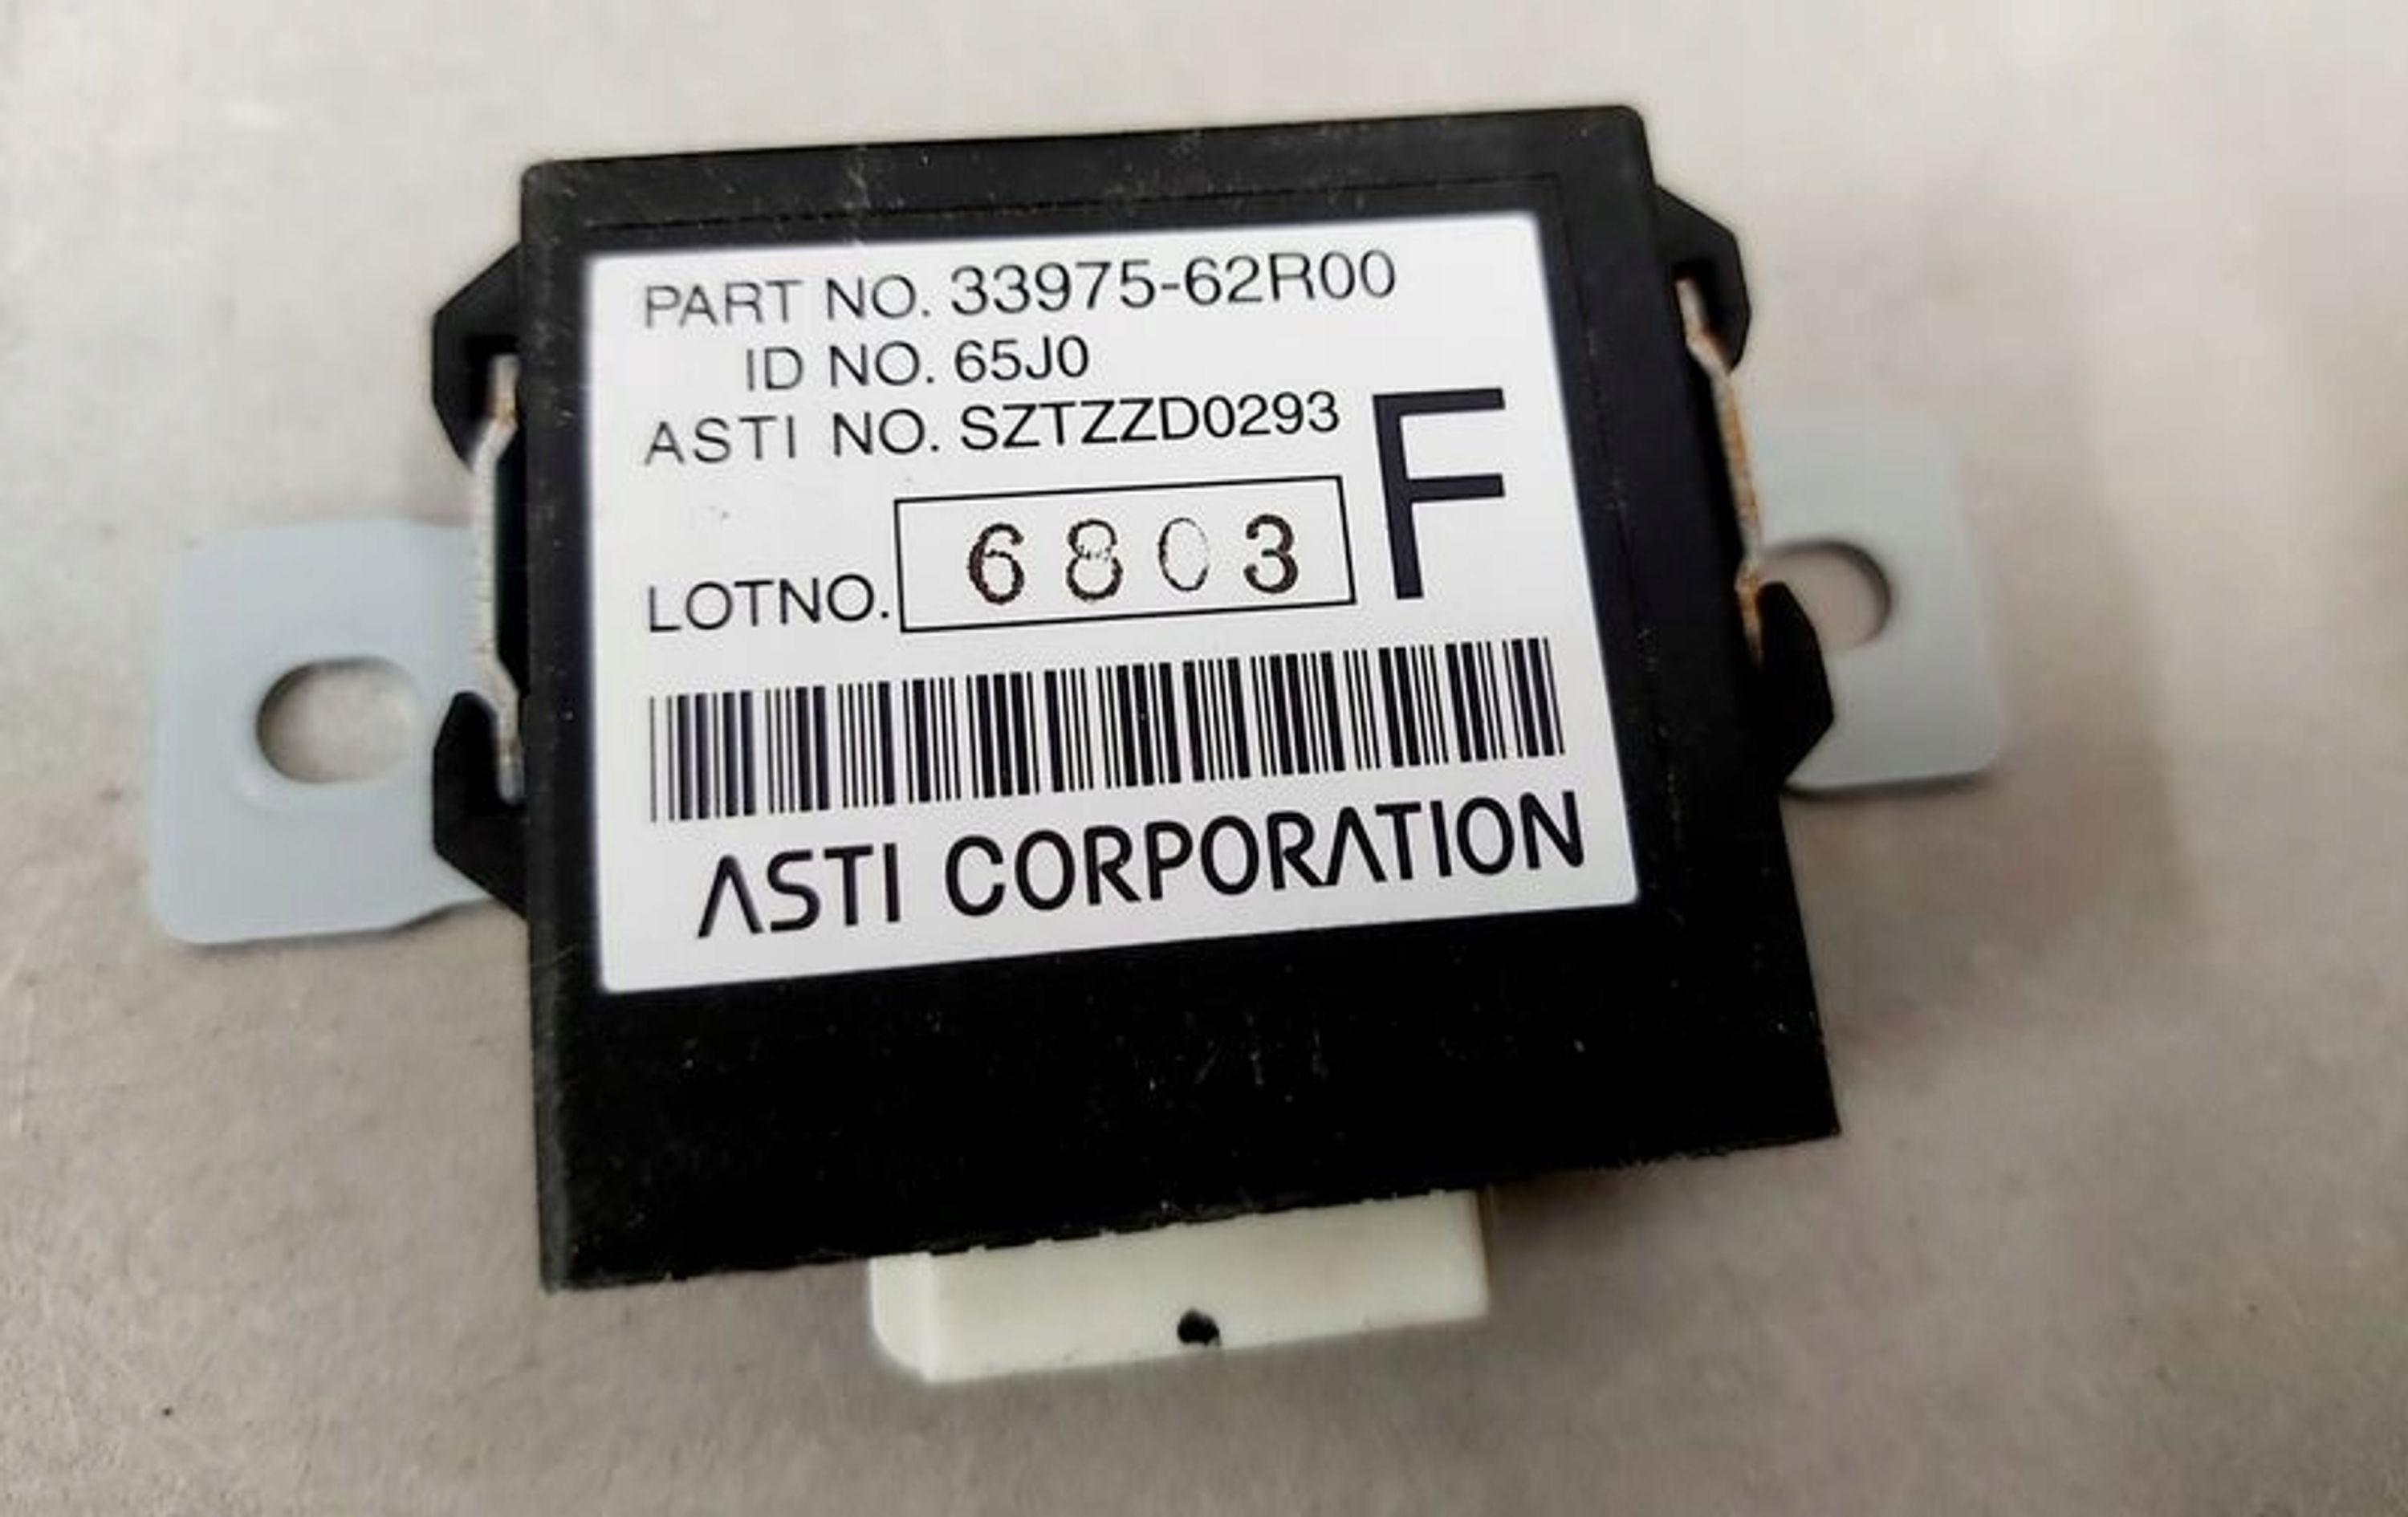 PART NO. 33975-62R00
ID NO. 65J0
ASTI NO. SZTZZD0293
F
LOTNO. 6803
ASTI CORPORATION